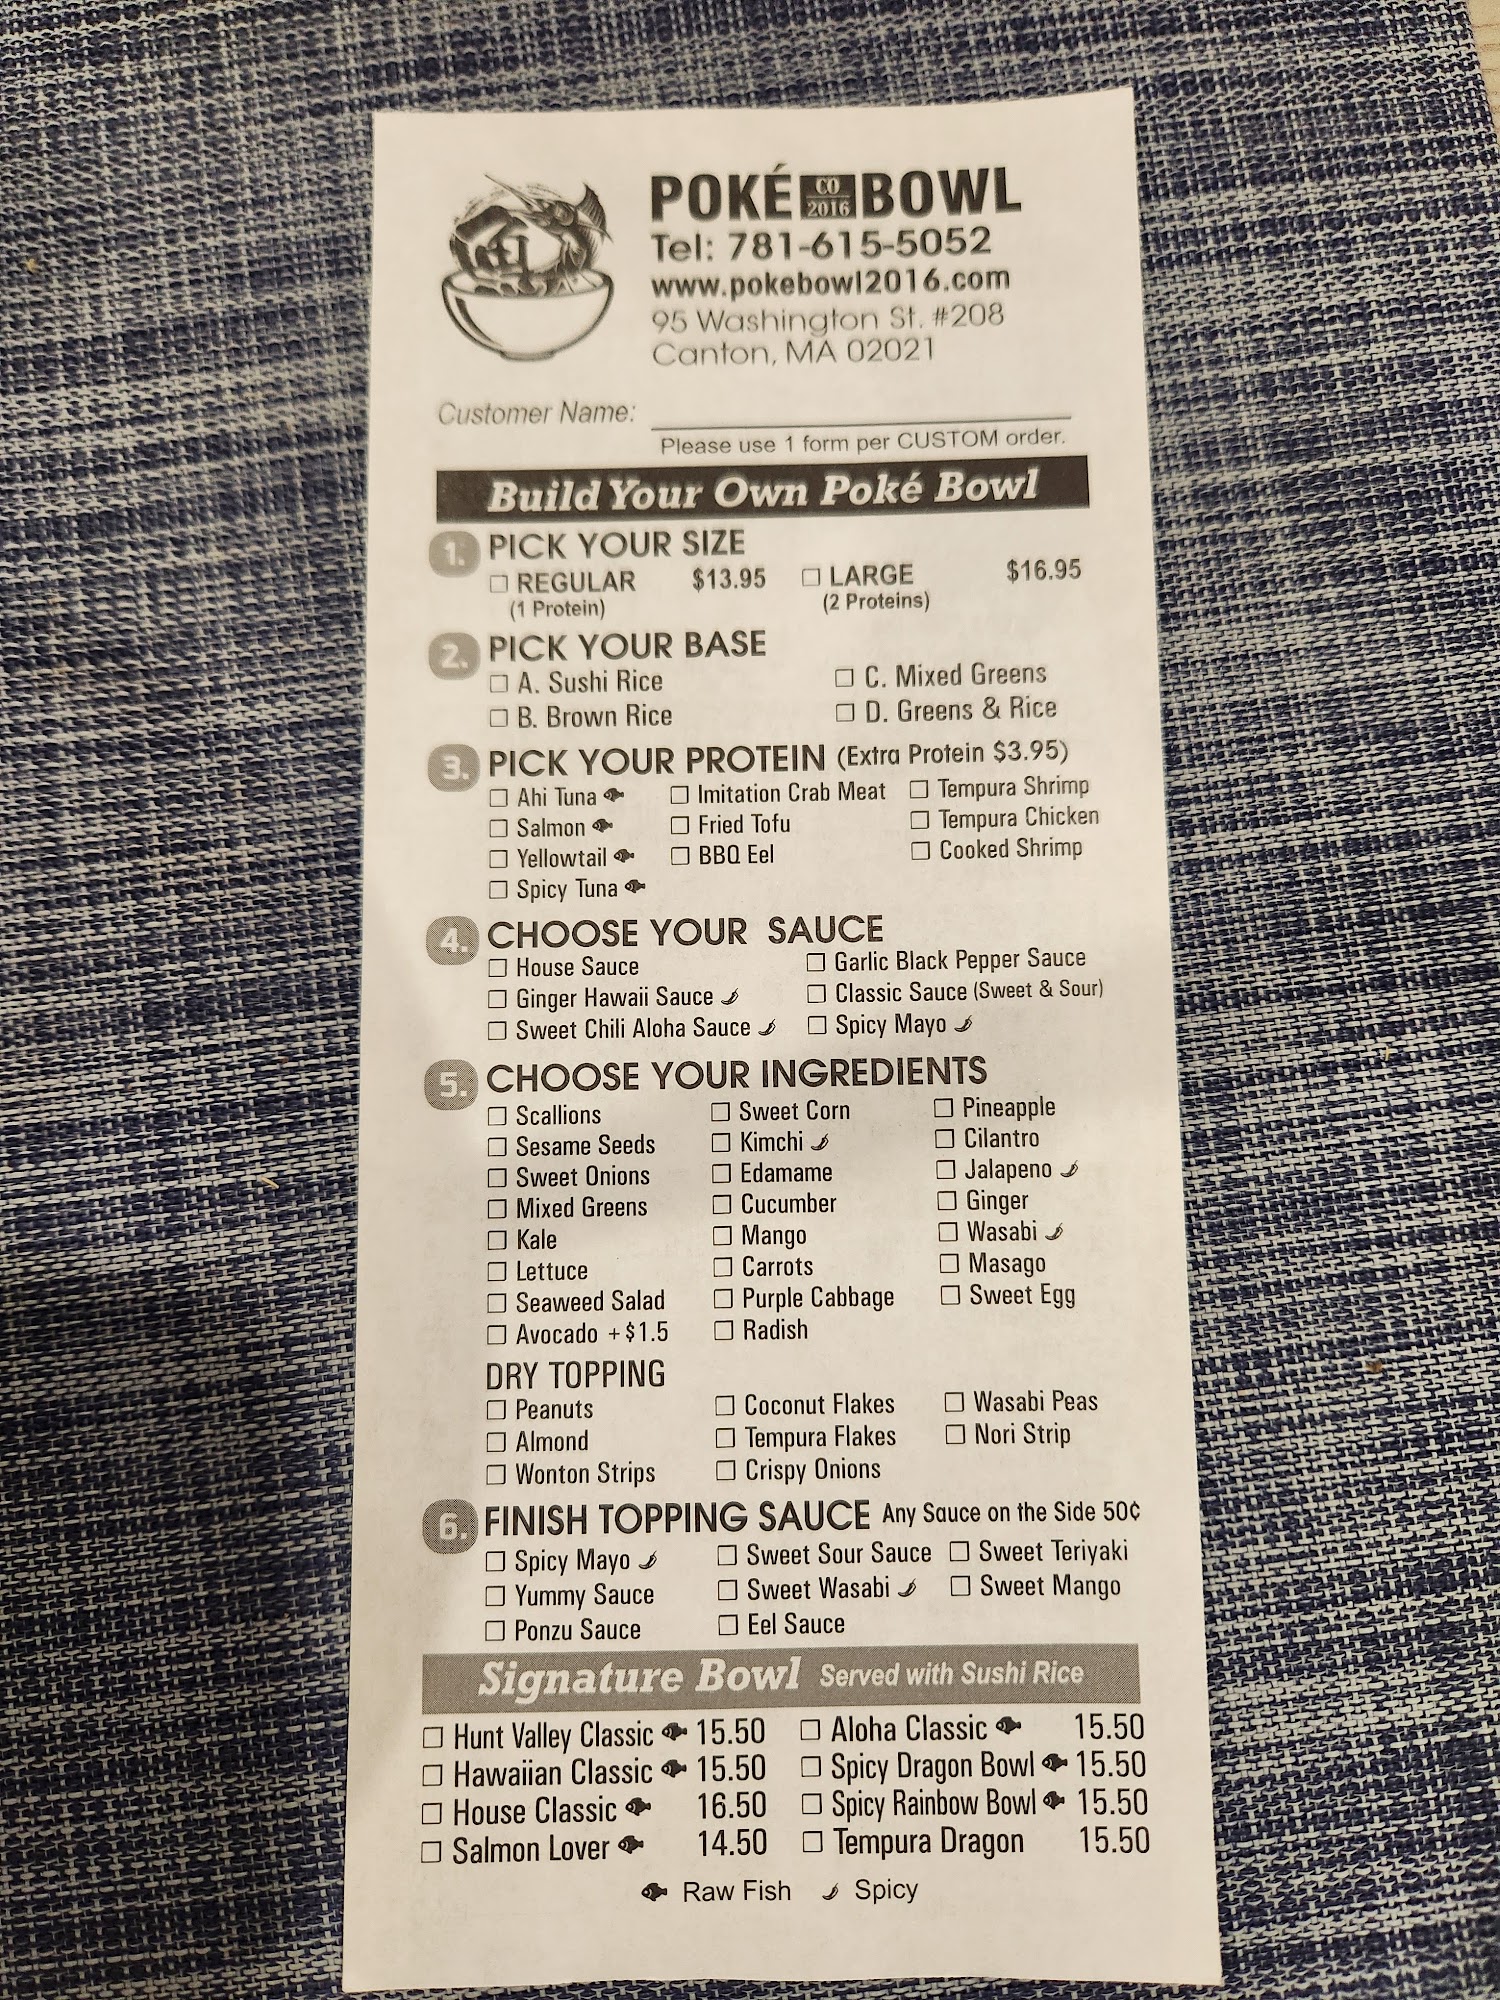 POKÉ CO 2016 BOWL
Tel: 781-615-5052
www.pokebowl2016.com
95 Washington St. #208
Canton, MA 02021
Customer Name:
Please use 1 form per CUSTOM order.
Build Your Own Poké Bowl
1. PICK YOUR SIZE
☐ REGULAR $13.95 ☐ LARGE $16.95
(1 Protein) (2 Proteins)
2. PICK YOUR BASE
☐ A. Sushi Rice ☐ C. Mixed Greens
☐ B. Brown Rice ☐ D. Greens & Rice
3. PICK YOUR PROTEIN (Extra Protein $3.95)
☐ Ahi Tuna ☐ Imitation Crab Meat ☐ Tempura Shrimp
☐ Salmon ☐ Fried Tofu ☐ Tempura Chicken
☐ Yellowtail ☐ BBQ Eel ☐ Cooked Shrimp
☐ Spicy Tuna
4. CHOOSE YOUR SAUCE
☐ House Sauce ☐ Garlic Black Pepper Sauce
☐ Ginger Hawaii Sauce ☐ Classic Sauce (Sweet & Sour)
☐ Sweet Chili Aloha Sauce ☐ Spicy Mayo
5. CHOOSE YOUR INGREDIENTS
☐ Scallions ☐ Sweet Corn ☐ Pineapple
☐ Sesame Seeds ☐ Kimchi ☐ Cilantro
☐ Sweet Onions ☐ Edamame ☐ Jalapeno
☐ Mixed Greens ☐ Cucumber ☐ Ginger
☐ Kale ☐ Mango ☐ Wasabi
☐ Lettuce ☐ Carrots ☐ Masago
☐ Seaweed Salad ☐ Purple Cabbage ☐ Sweet Egg
☐ Avocado +$1.5 ☐ Radish
DRY TOPPING
☐ Peanuts ☐ Coconut Flakes ☐ Wasabi Peas
☐ Almond ☐ Tempura Flakes ☐ Nori Strip
☐ Wonton Strips ☐ Crispy Onions
6. FINISH TOPPING SAUCE Any Sauce on the Side 50¢
☐ Spicy Mayo ☐ Sweet Sour Sauce ☐ Sweet Teriyaki
☐ Yummy Sauce ☐ Sweet Wasabi ☐ Sweet Mango
☐ Ponzu Sauce ☐ Eel Sauce
Signature Bowl Served with Sushi Rice
☐ Hunt Valley Classic 15.50 ☐ Aloha Classic 15.50
☐ Hawaiian Classic 15.50 ☐ Spicy Dragon Bowl 15.50
☐ House Classic 16.50 ☐ Spicy Rainbow Bowl 15.50
☐ Salmon Lover 14.50 ☐ Tempura Dragon 15.50
Raw Fish Spicy